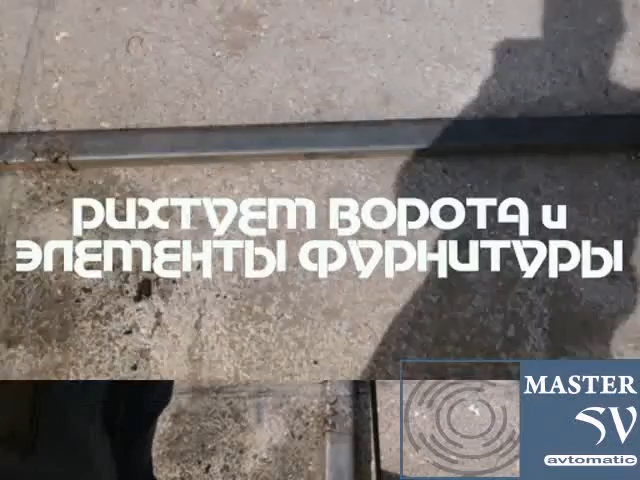 РИХТУЕМ ВОРОТА и
ЭЛЕМЕНТЫ ФУРНИТУРЫ
MASTER
SV
avtomatic